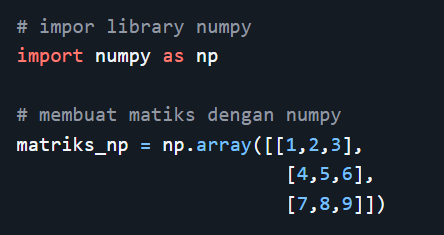 # impor library numpy
import numpy as np
# membuat matiks dengan numpy
matriks_np = np.array([[1,2,3],
[4,5,6],
[7,8,9]])